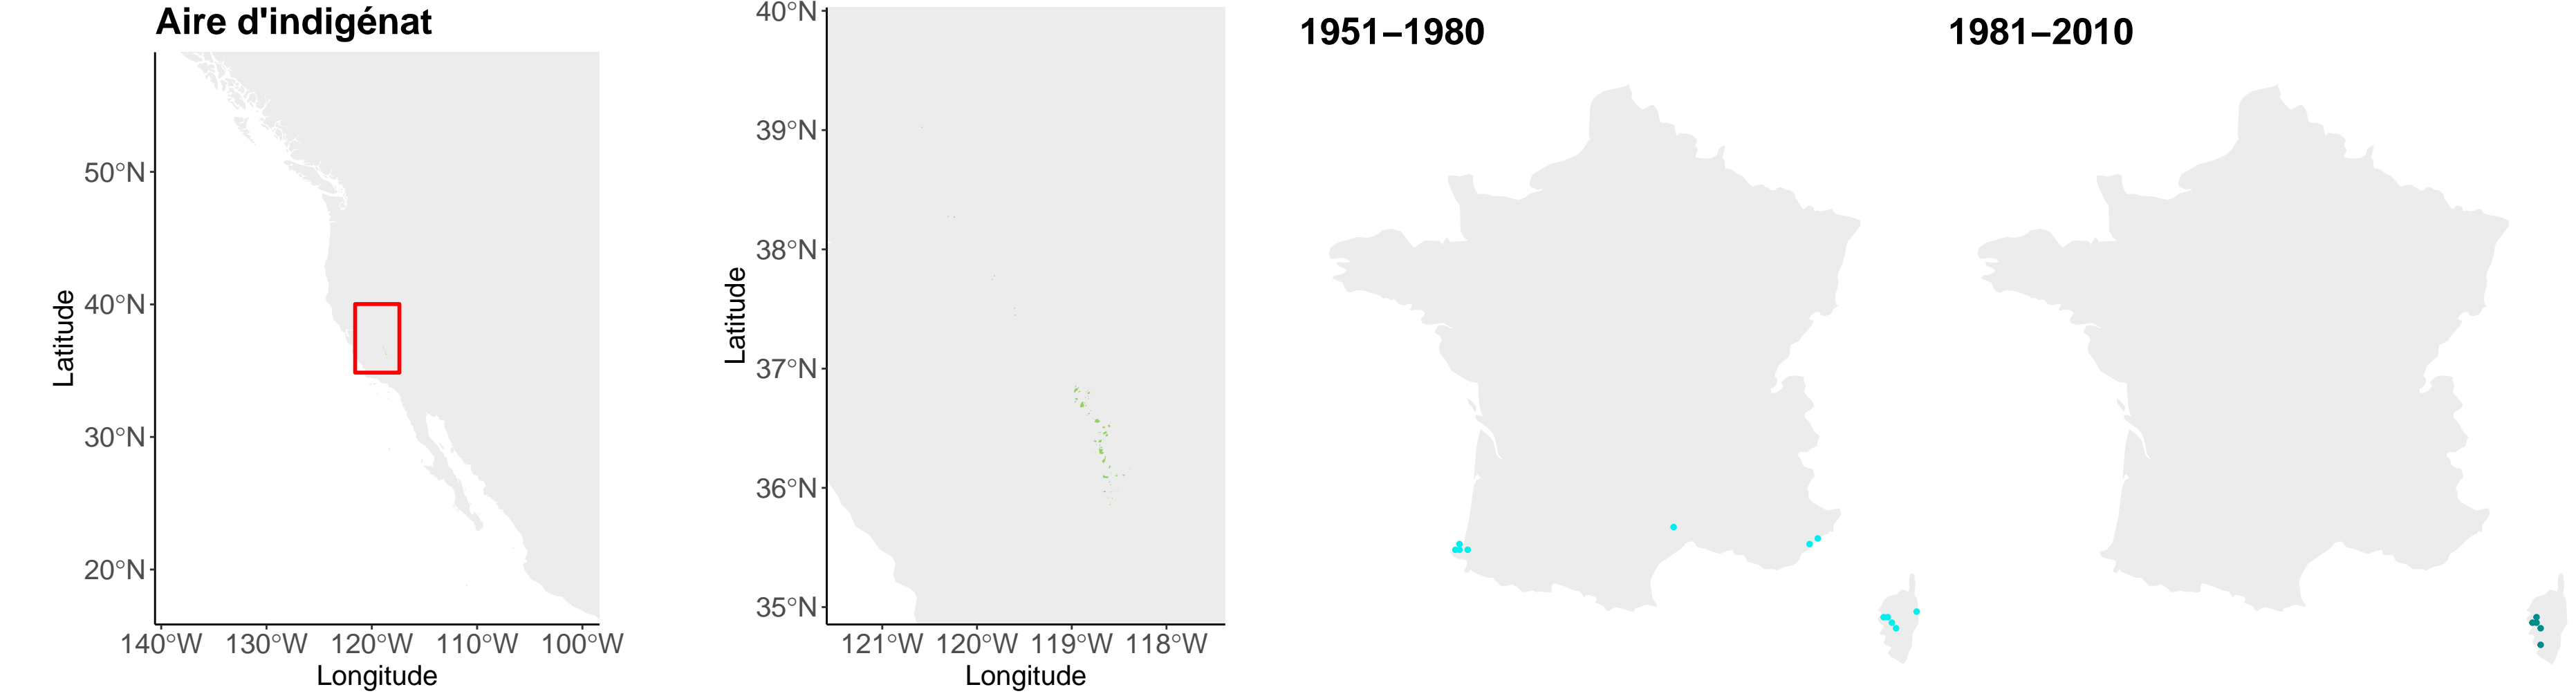 Aire d'indigénat
50°N
40°N
30°N
20°N
Latitude
140°W 130°W 120°W 110°W 100°W
Longitude
40°N
39°N
38°N
37°N
36°N
35°N
Latitude
121°W 120°W 119°W 118°W
Longitude
1951–1980
1981–2010